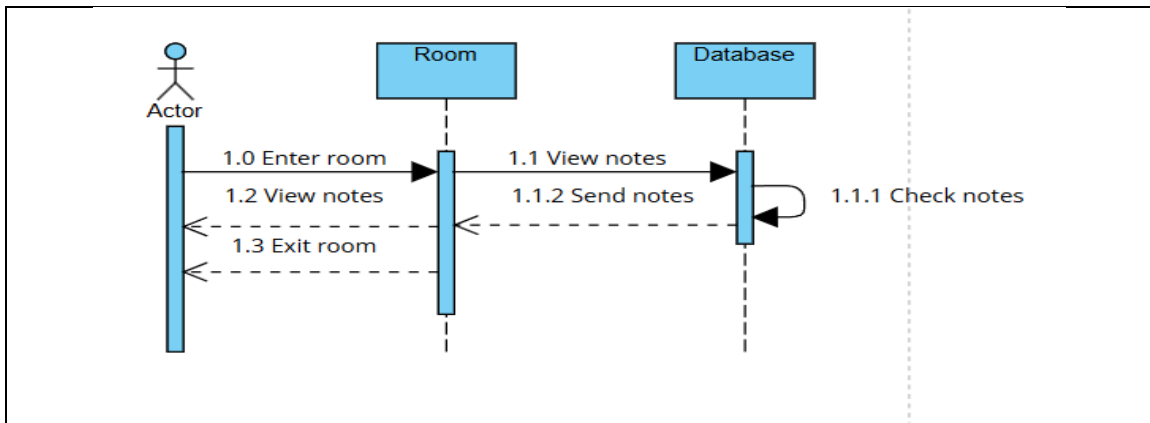 Room
Database
Actor
1.0 Enter room
1.1 View notes
1.2 View notes
1.1.2 Send notes
1.1.1 Check notes
1.3 Exit room